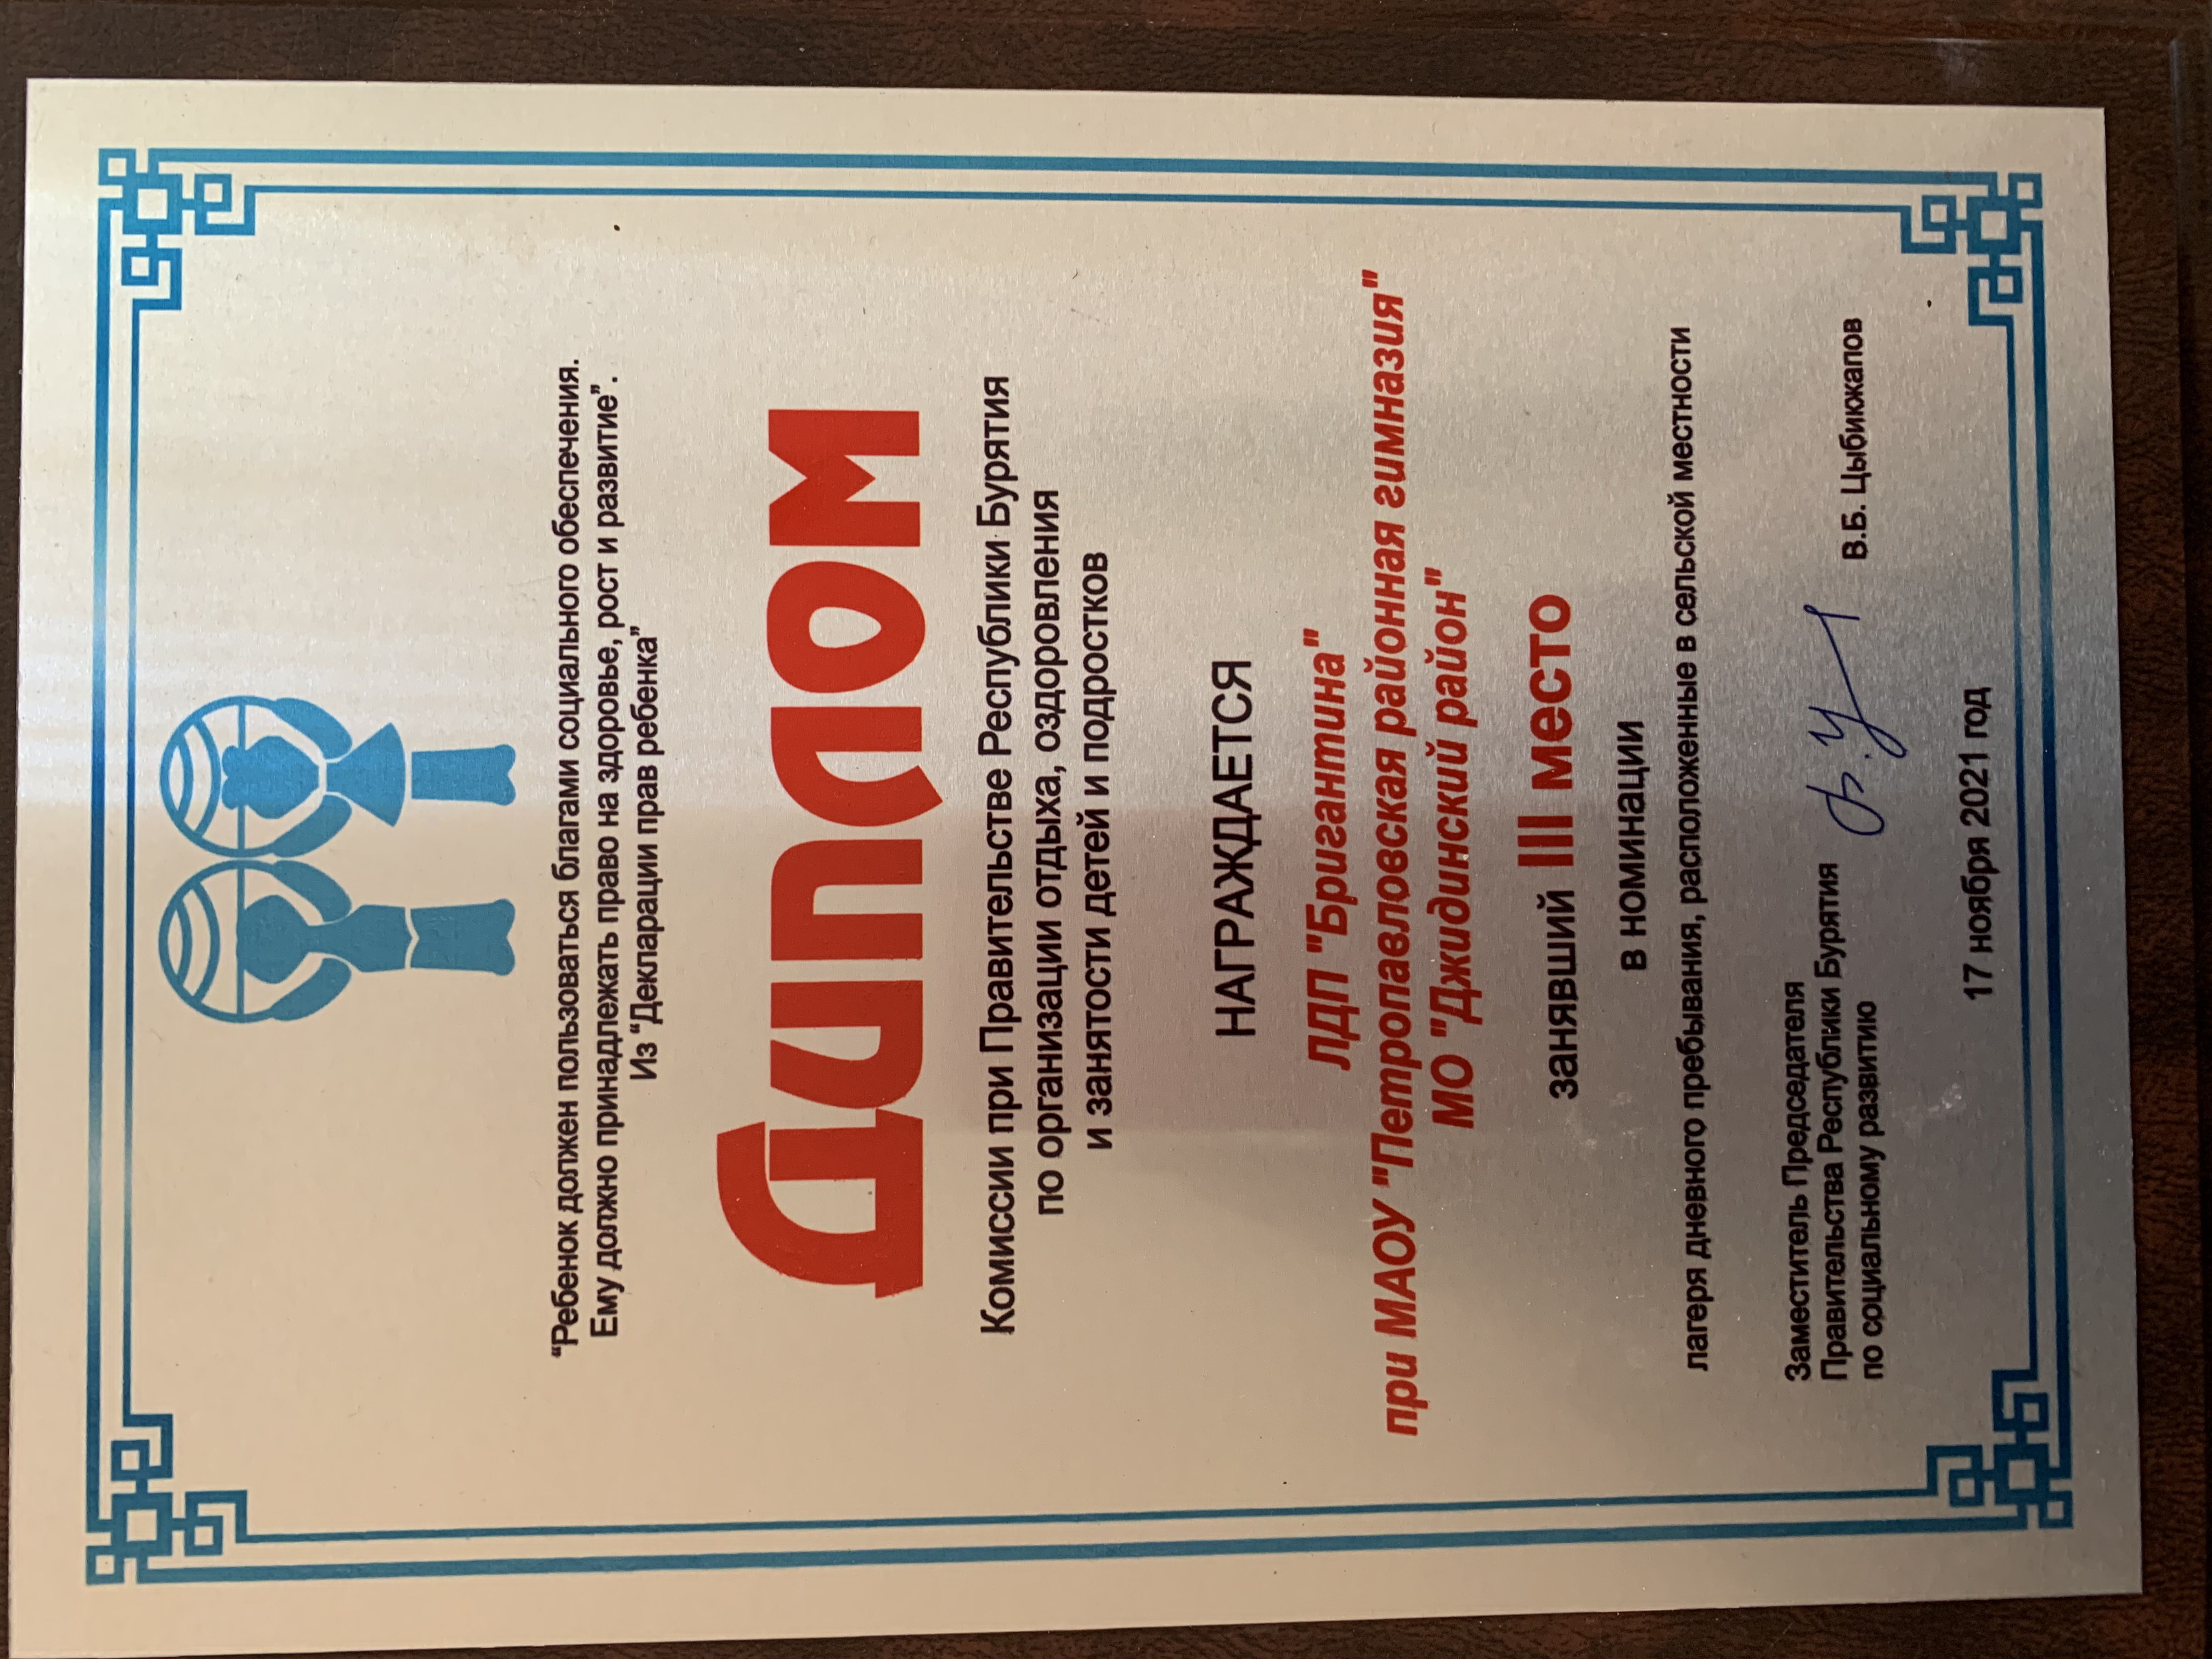 “Ребенок должен пользоваться благами социального обеспечения.
Ему должно принадлежать право на здоровье, рост и развитие”.
Из “Декларации прав ребенка”
Диплом
Комиссии при Правительстве Республики Бурятия
по организации отдыха, оздоровления
и занятости детей и подростков
НАГРАЖДАЕТСЯ
ЛДП "Бригантина"
при МАОУ "Петропавловская районная гимназия"
МО "Джидинский район"
занявший III место
в номинации
лагеря дневного пребывания, расположенные в сельской местности
Заместитель Председателя
Правительства Республики Бурятия
по социальному развитию
В.Б. Цыбикжапов
17 ноября 2021 год